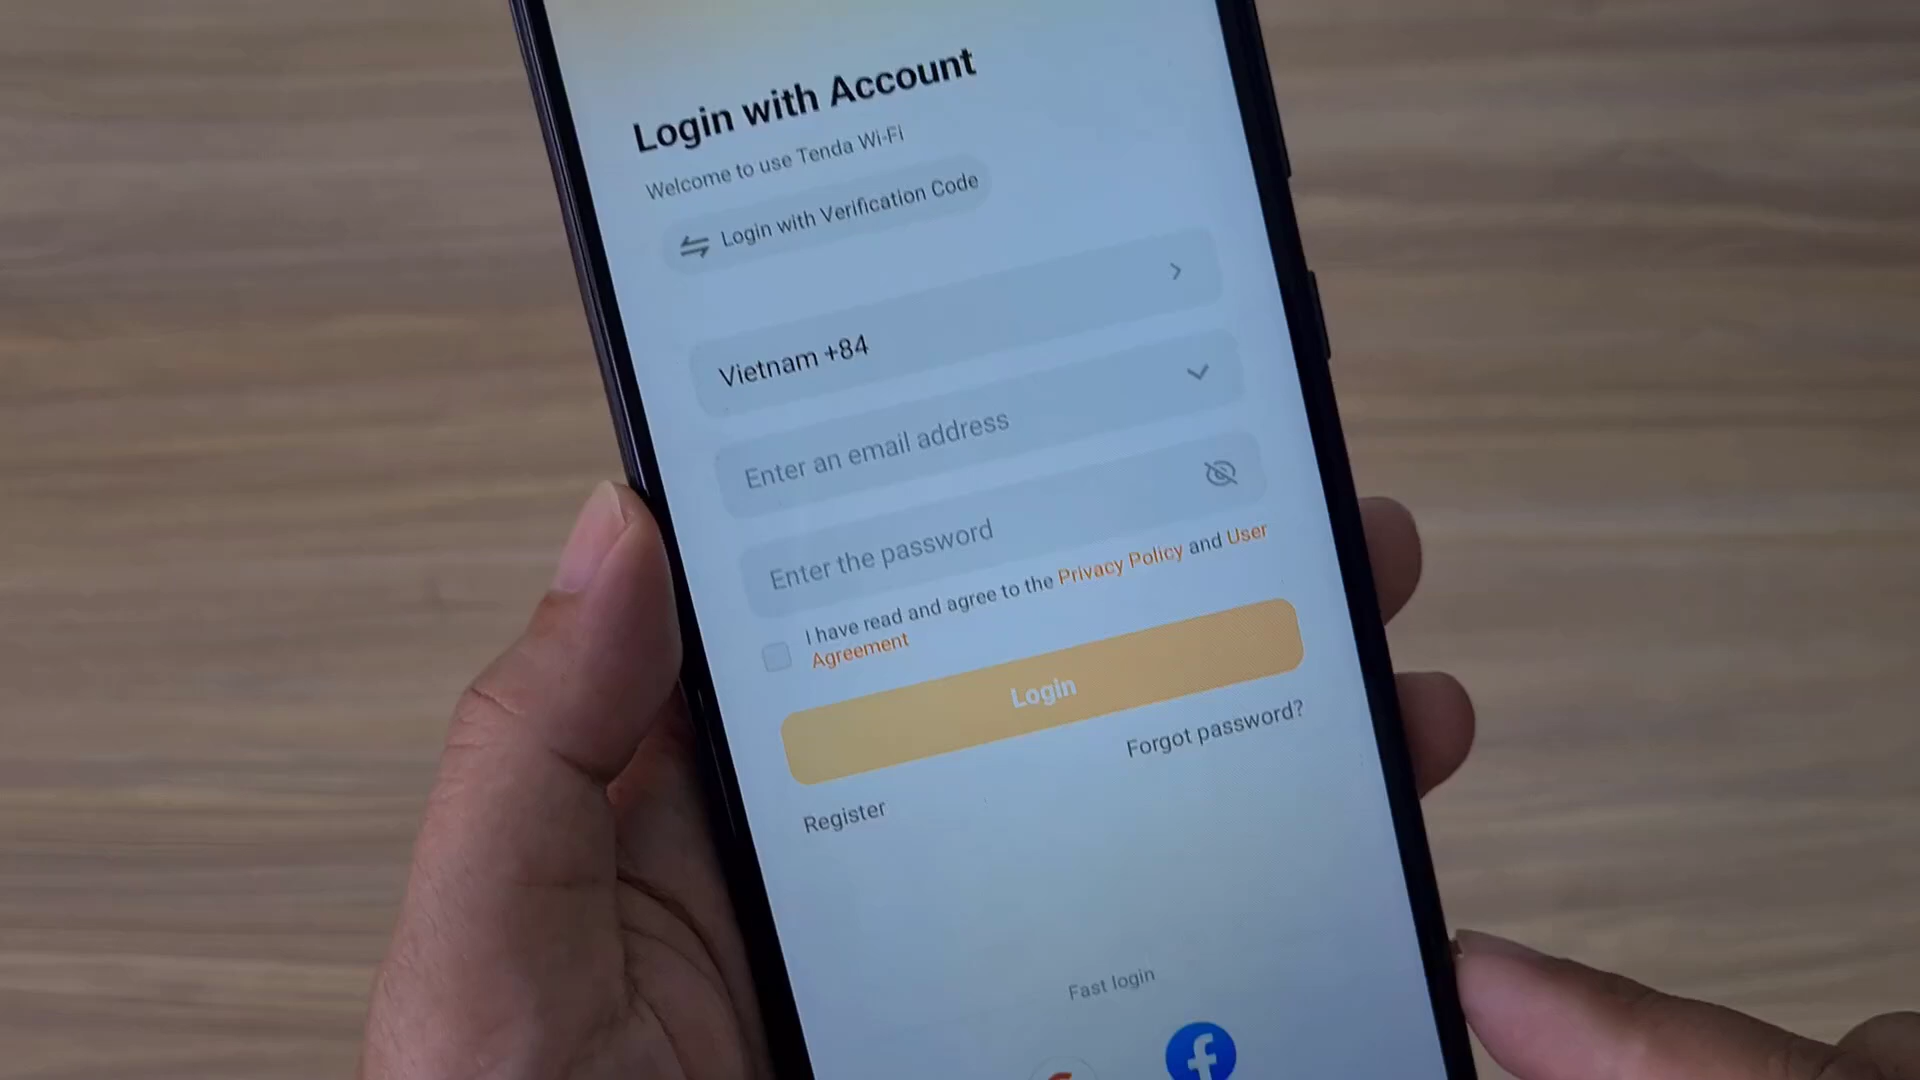 Login with Account
Welcome to use Tenda Wi-Fi
Login with Verification Code
Vietnam +84
Enter an email address
Enter the password
I have read and agree to the Privacy Policy and User
Agreement
Login
Forgot password?
Register
Fast login